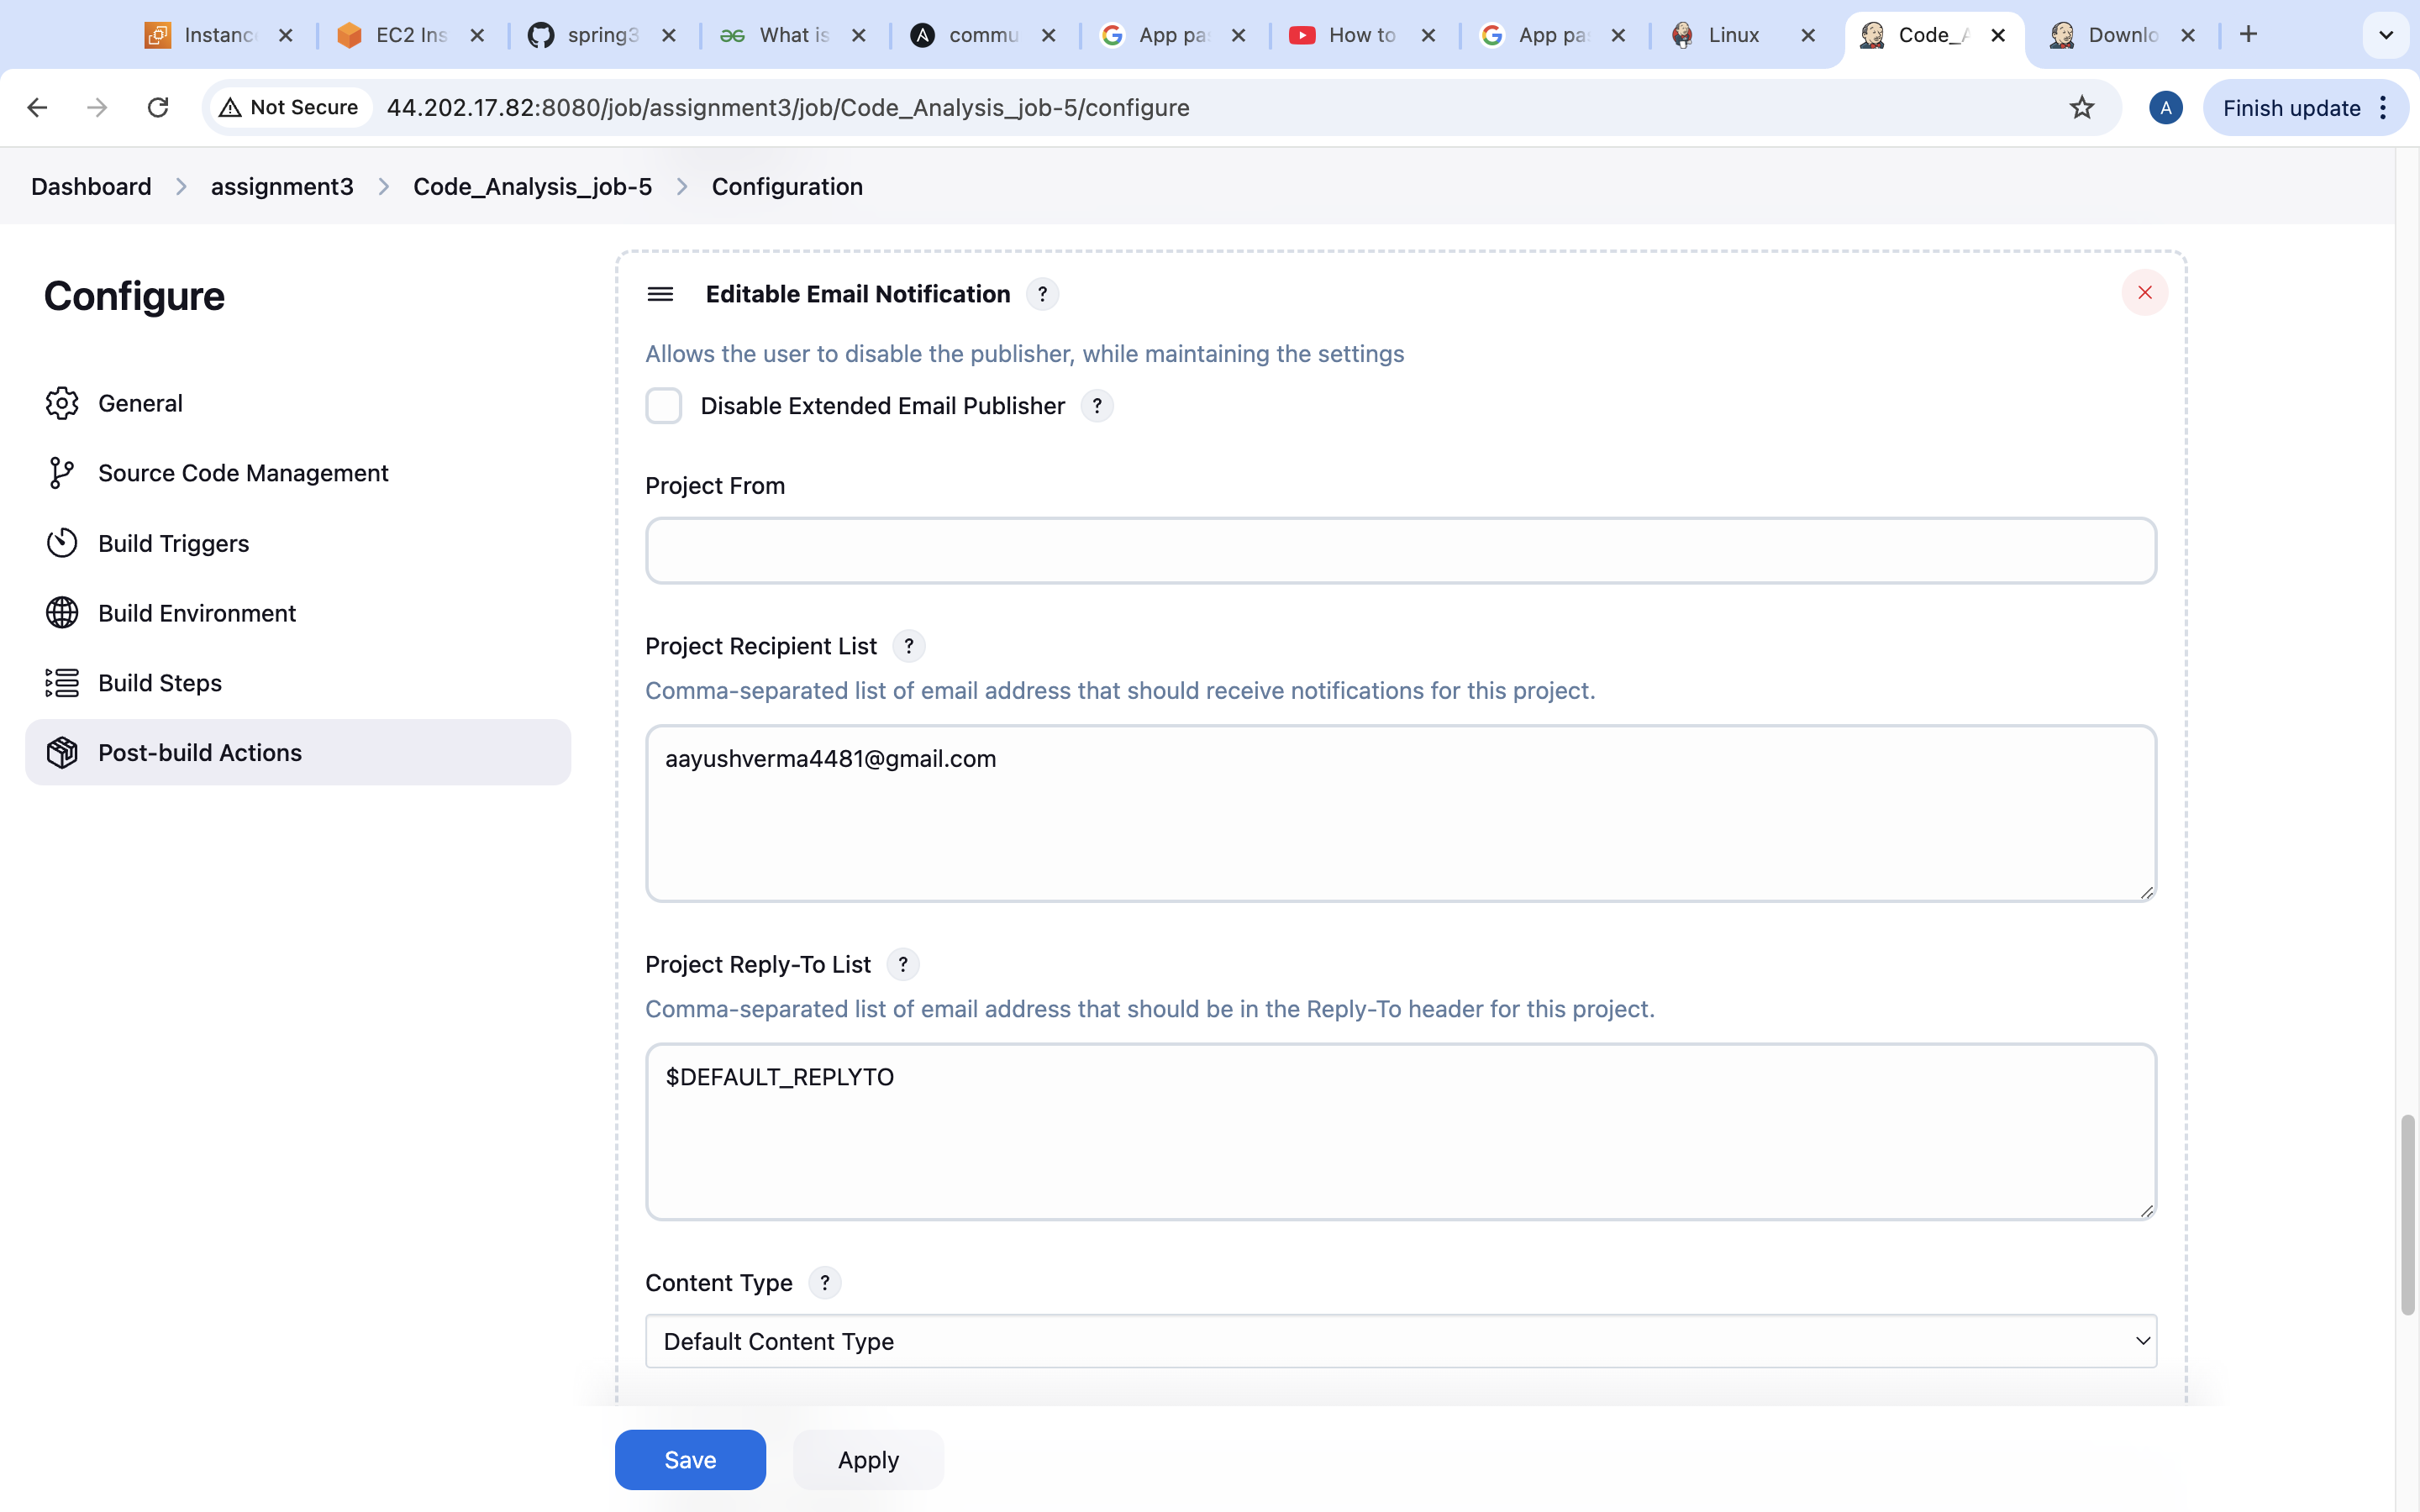 Instanc
EC2 Ins
spring3
What is
commu
App pa
How to
App pa
Linux
Code_A
Downlo
Not Secure
44.202.17.82:8080/job/assignment3/job/Code_Analysis_job-5/configure
A
Finish update
Dashboard > assignment3 > Code_Analysis_job-5 > Configuration
Configure
General
Source Code Management
Build Triggers
Build Environment
Build Steps
Post-build Actions
Editable Email Notification ?
Allows the user to disable the publisher, while maintaining the settings
Disable Extended Email Publisher ?
Project From
Project Recipient List ?
Comma-separated list of email address that should receive notifications for this project.
aayushverma4481@gmail.com
Project Reply-To List ?
Comma-separated list of email address that should be in the Reply-To header for this project.
$DEFAULT_REPLYTO
Content Type ?
Default Content Type
Save
Apply